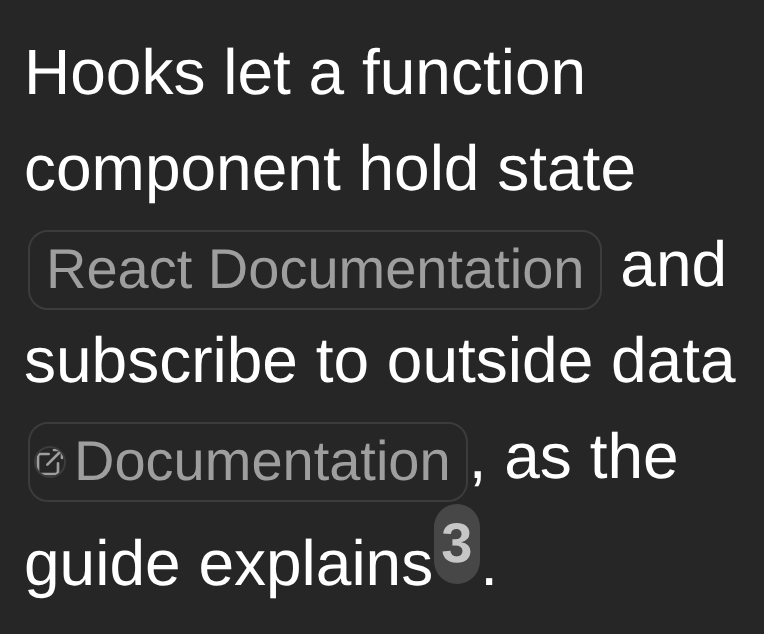 Hooks let a function
component hold state
React Documentation and
subscribe to outside data
Documentation, as the
guide explains3.